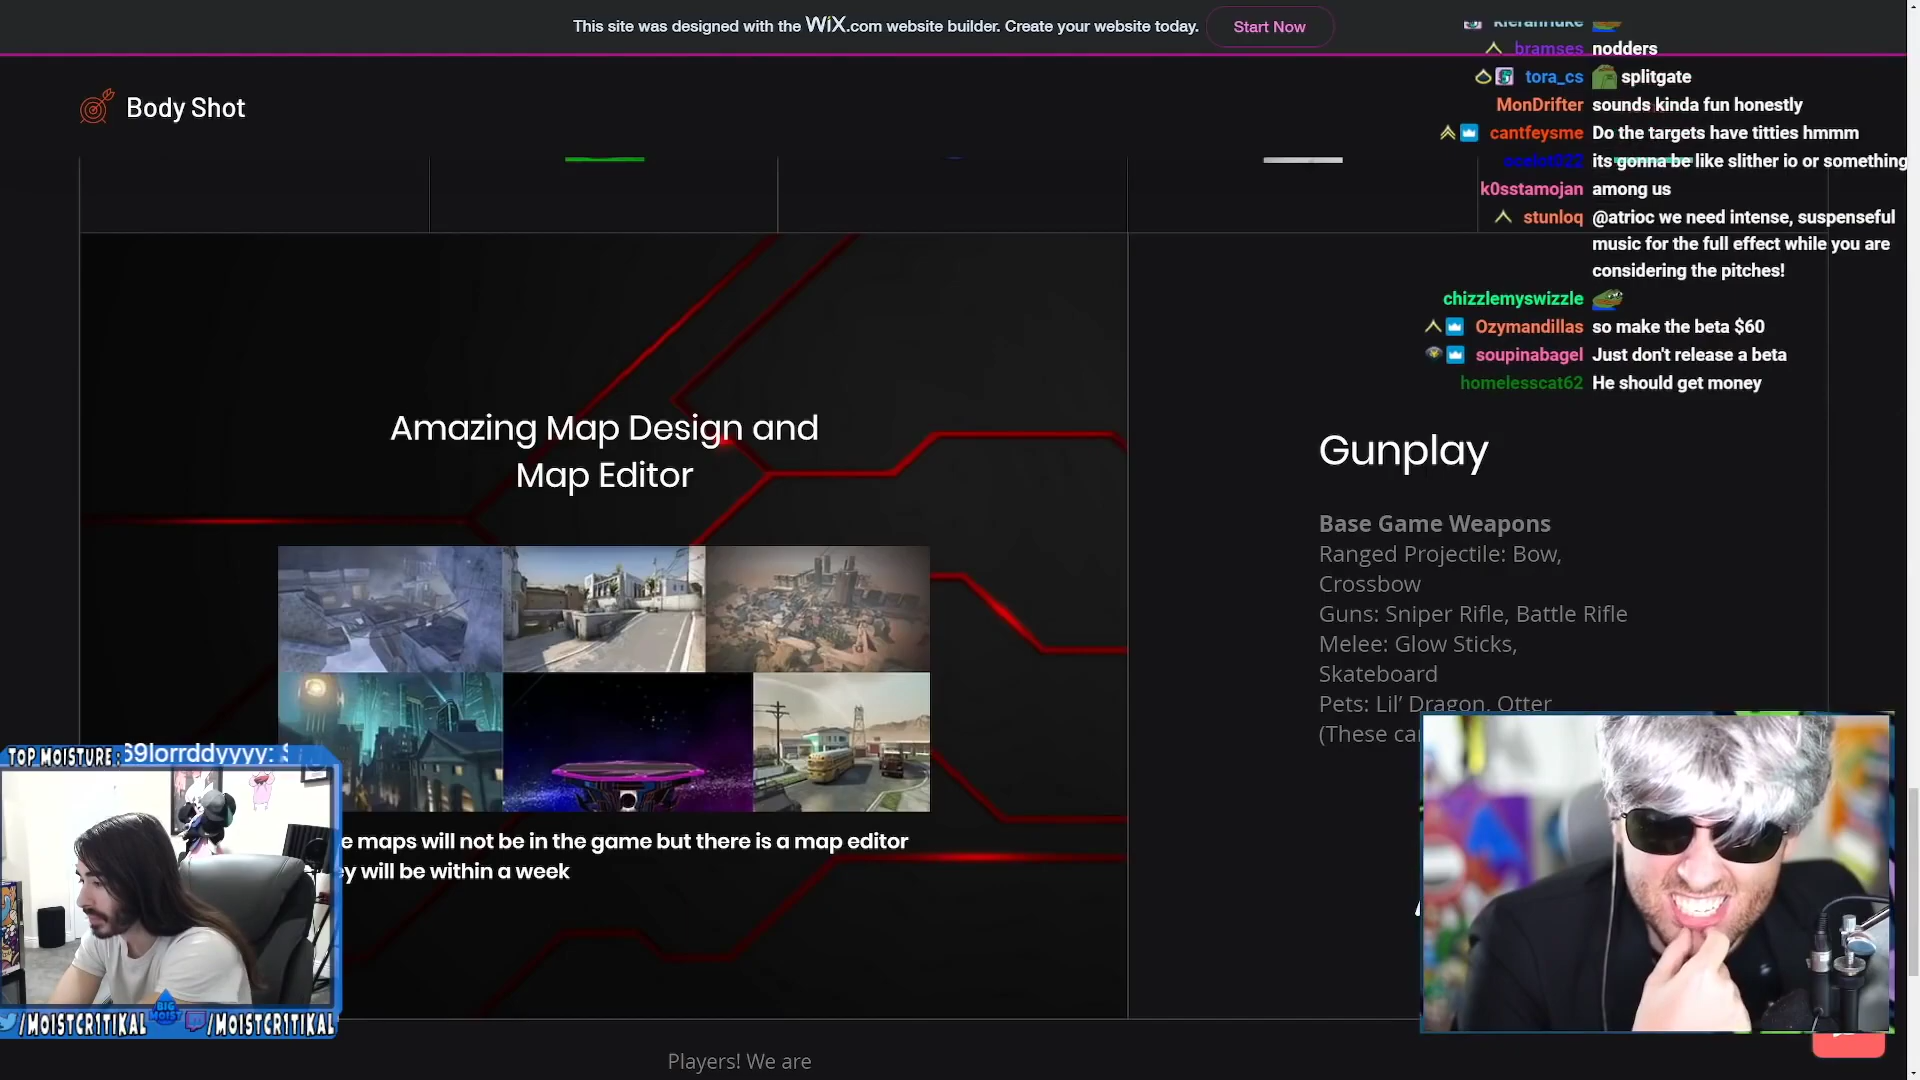 This site was designed with the WiX.com website builder. Create your website today.
Start Now
Body Shot
bramses nodders
tora_cs splitgate
MonDrifter sounds kinda fun honestly
cantfeysme Do the targets have titties hmmm
ocelot022 its gonna be like slither io or something
k0sstamojan among us
stunloq @atrioc we need intense, suspenseful
music for the full effect while you are
considering the pitches!
chizzlemyswizzle
Ozymandillas so make the beta $60
soupinabagel Just don't release a beta
homelesscat62 He should get money
Amazing Map Design and
Map Editor
Gunplay
Base Game Weapons
Ranged Projectile: Bow,
Crossbow
Guns: Sniper Rifle, Battle Rifle
Melee: Glow Sticks,
Skateboard
Pets: Lil' Dragon, Otter
(These
maps will not be in the game but there is a map editor
will be within a week
TOP MOISTURE: 69lorrddyyyy: $
BIG
MOIST
/MOISTCR1TIKAL
/MOISTCR1TIKAL
Players! We are